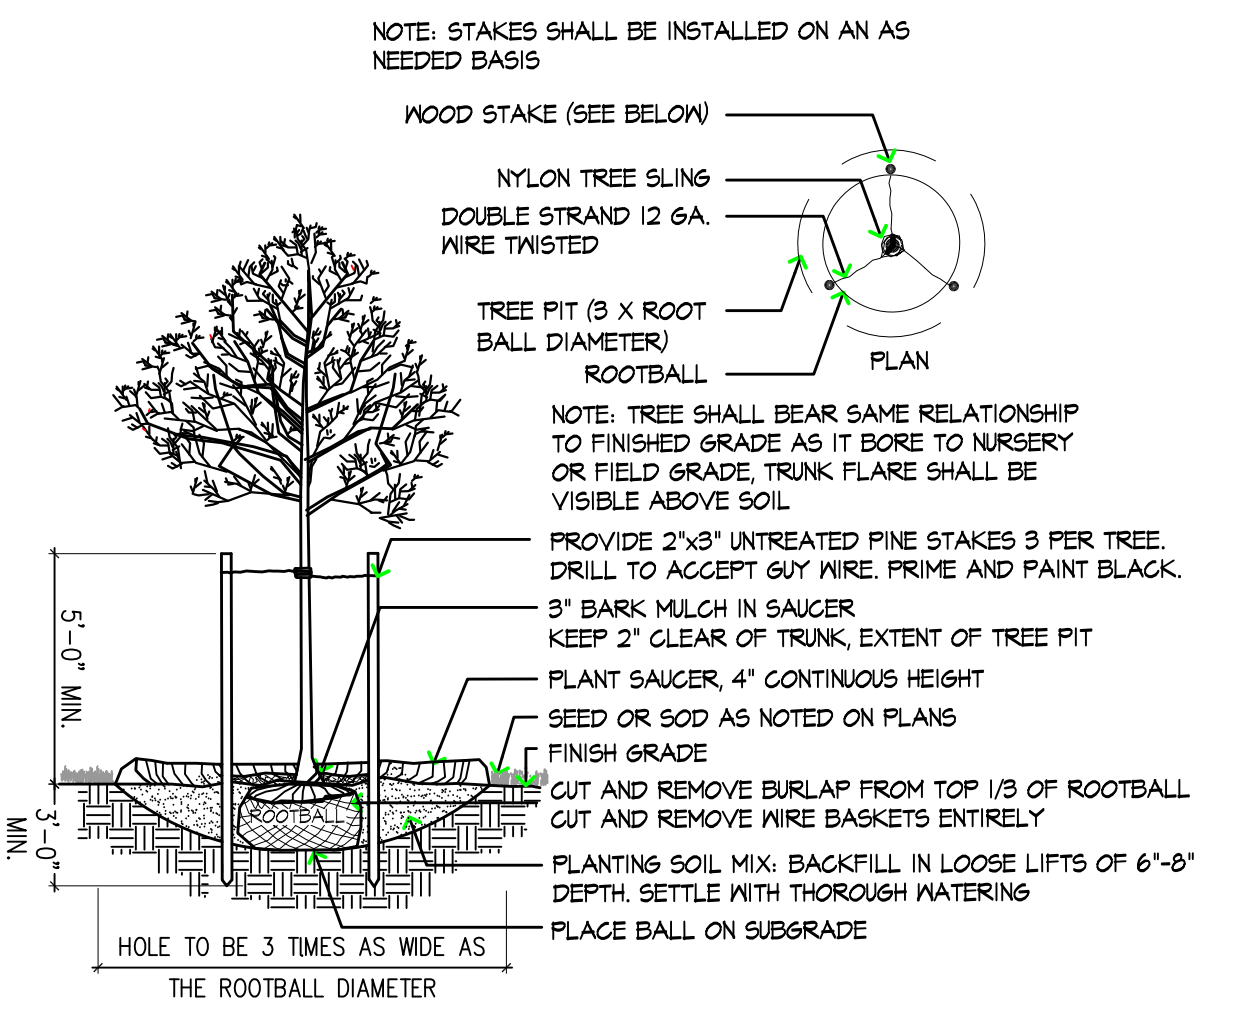 NOTE: STAKES SHALL BE INSTALLED ON AN AS
NEEDED BASIS
WOOD STAKE (SEE BELOW)
NYLON TREE SLING
DOUBLE STRAND 12 GA.
WIRE TWISTED
TREE PIT (3 X ROOT
BALL DIAMETER)
ROOTBALL
PLAN
NOTE: TREE SHALL BEAR SAME RELATIONSHIP
TO FINISHED GRADE AS IT BORE TO NURSERY
OR FIELD GRADE, TRUNK FLARE SHALL BE
VISIBLE ABOVE SOIL
PROVIDE 2"x3" UNTREATED PINE STAKES 3 PER TREE.
DRILL TO ACCEPT GUY WIRE. PRIME AND PAINT BLACK.
3" BARK MULCH IN SAUCER
KEEP 2" CLEAR OF TRUNK, EXTENT OF TREE PIT
PLANT SAUCER, 4" CONTINUOUS HEIGHT
SEED OR SOD AS NOTED ON PLANS
FINISH GRADE
CUT AND REMOVE BURLAP FROM TOP 1/3 OF ROOTBALL
CUT AND REMOVE WIRE BASKETS ENTIRELY
PLANTING SOIL MIX: BACKFILL IN LOOSE LIFTS OF 6"-8"
DEPTH. SETTLE WITH THOROUGH WATERING
PLACE BALL ON SUBGRADE
5'-0" MIN.
3'-0"
MIN.
ROOTBALL
HOLE TO BE 3 TIMES AS WIDE AS
THE ROOTBALL DIAMETER